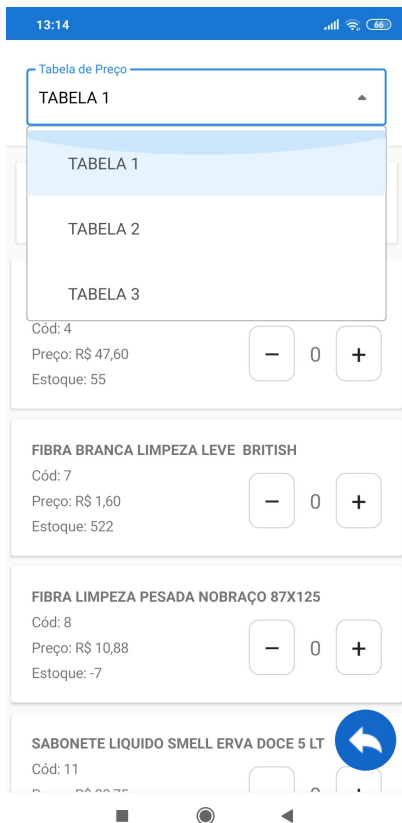 13:14
66
Tabela de Preço
TABELA 1
TABELA 1
TABELA 2
TABELA 3
Cód: 4
Preço: R$ 47,60
Estoque: 55
0
FIBRA BRANCA LIMPEZA LEVE BRITISH
Cód: 7
Preço: R$ 1,60
Estoque: 522
0
FIBRA LIMPEZA PESADA NOBRAÇO 87X125
Cód: 8
Preço: R$ 10,88
Estoque: -7
0
SABONETE LIQUIDO SMELL ERVA DOCE 5 LT
Cód: 11